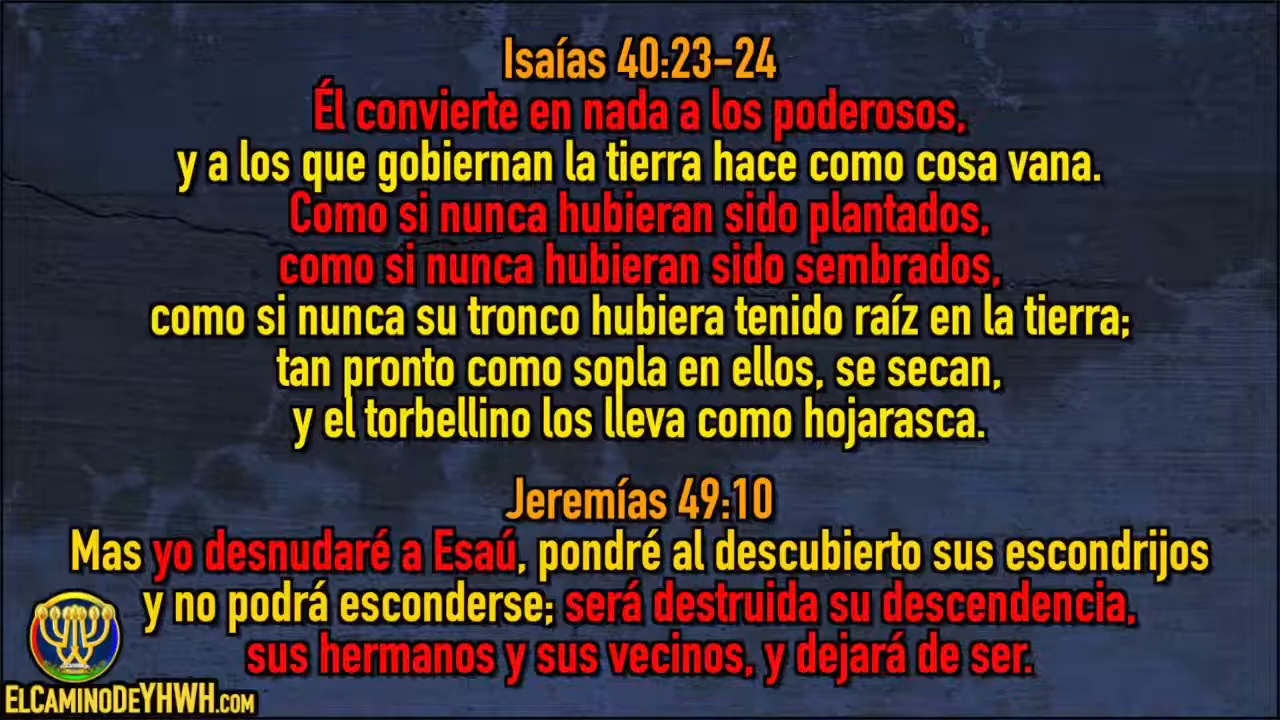 Isaías 40:23-24
Él convierte en nada a los poderosos,
y a los que gobiernan la tierra hace como cosa vana.
Como si nunca hubieran sido plantados,
como si nunca hubieran sido sembrados,
como si nunca su tronco hubiera tenido raíz en la tierra;
tan pronto como sopla en ellos, se secan,
y el torbellino los lleva como hojarasca.
Jeremías 49:10
Mas yo desnudaré a Esaú, pondré al descubierto sus escondrijos
y no podrá esconderse; será destruida su descendencia,
sus hermanos y sus vecinos, y dejará de ser.
ELCAMINODEYHWH.COM